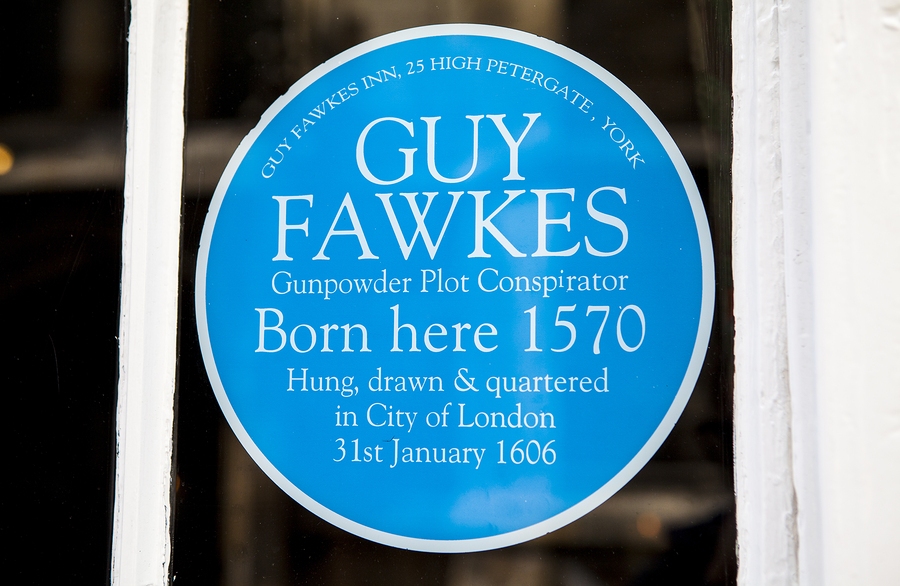 GUY FAWKES INN, 25 HIGH PETERGATE, YORK
GUY
FAWKES
Gunpowder Plot Conspirator
Born here 1570
Hung, drawn & quartered
in City of London
31st January 1606